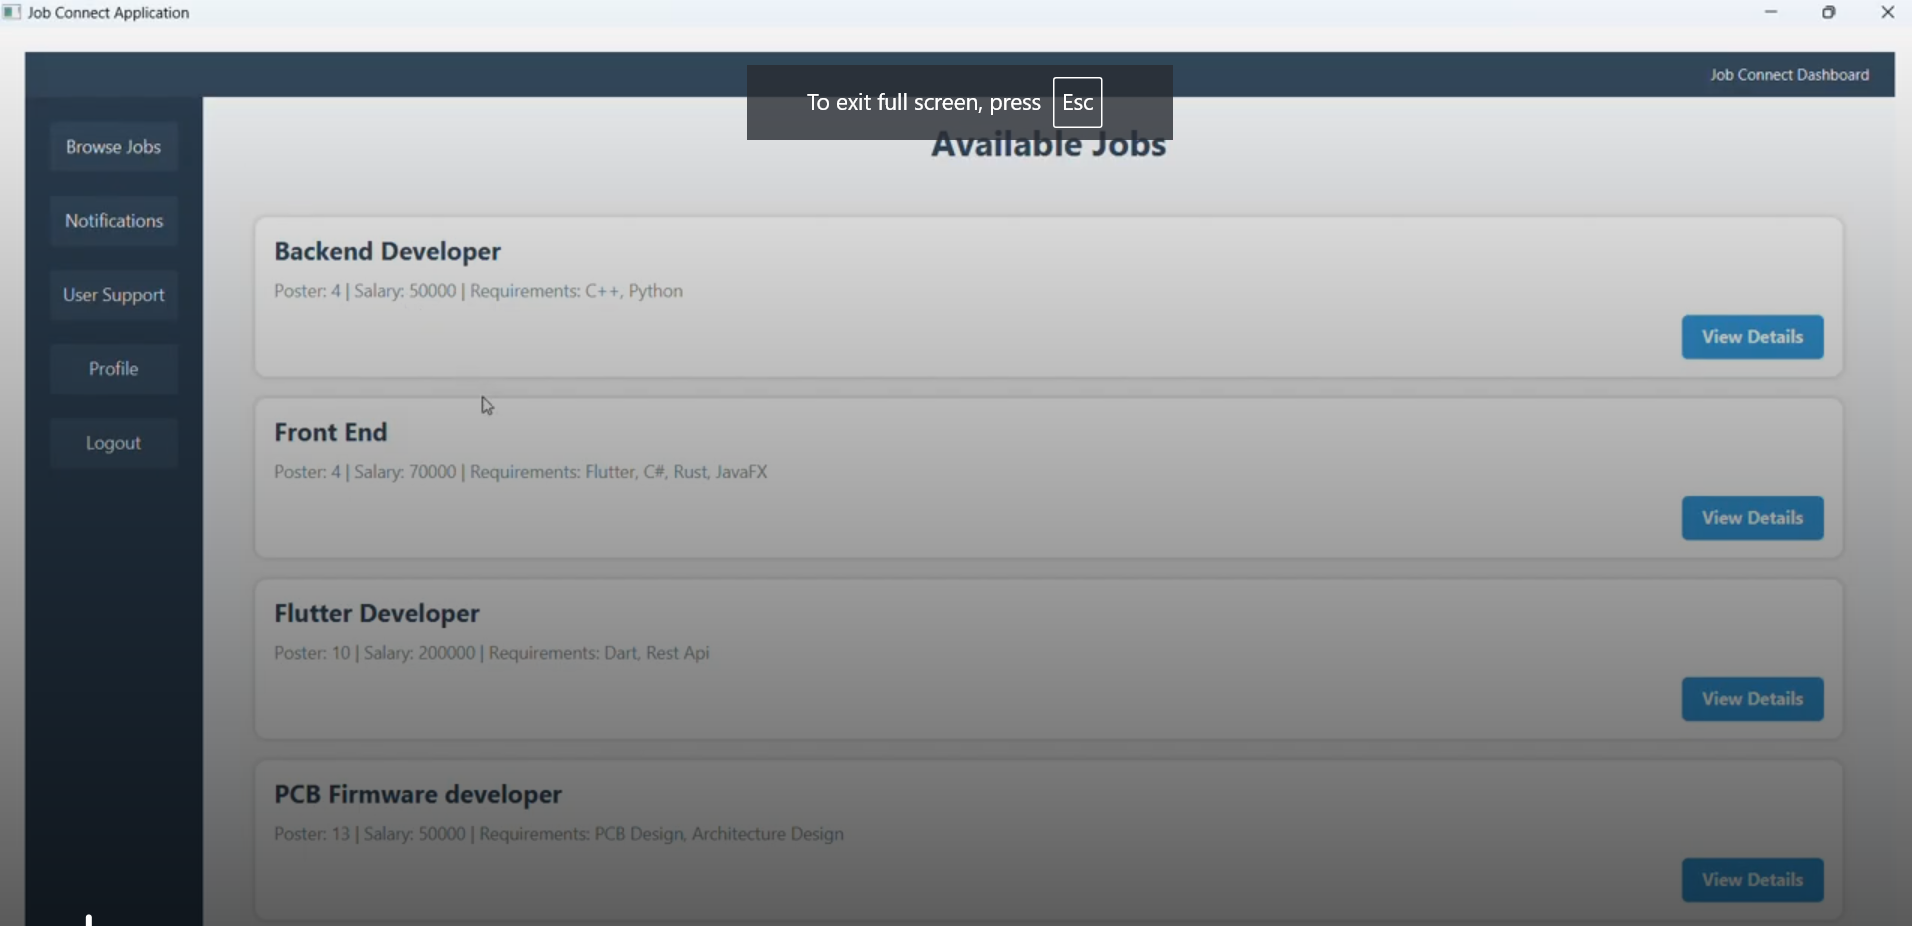 Job Connect Application
Job Connect Dashboard
To exit full screen, press Esc
Browse Jobs
Notifications
User Support
Profile
Logout
Available Jobs
Backend Developer
Poster: 4 | Salary: 50000 | Requirements: C++, Python
View Details
Front End
Poster: 4 | Salary: 70000 | Requirements: Flutter, C#, Rust, JavaFX
View Details
Flutter Developer
Poster: 10 | Salary: 200000 | Requirements: Dart, Rest Api
View Details
PCB Firmware developer
Poster: 13 | Salary: 50000 | Requirements: PCB Design, Architecture Design
View Details